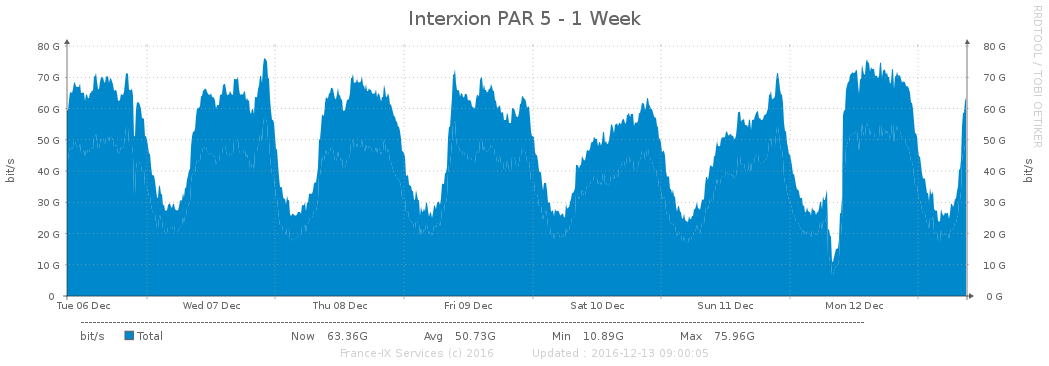 Interxion PAR 5 - 1 Week
RRDTOOL / TOBI OETIKER
bit/s
80 G 80 G
70 G 70 G
60 G 60 G
50 G 50 G
40 G 40 G
30 G 30 G
20 G 20 G
10 G 10 G
0 0 G
bit/s
Tue 06 Dec Wed 07 Dec Thu 08 Dec Fri 09 Dec Sat 10 Dec Sun 11 Dec Mon 12 Dec
bit/s Total Now 63.36G Avg 50.73G Min 10.89G Max 75.96G
France-IX Services (c) 2016 Updated : 2016-12-13 09:00:05